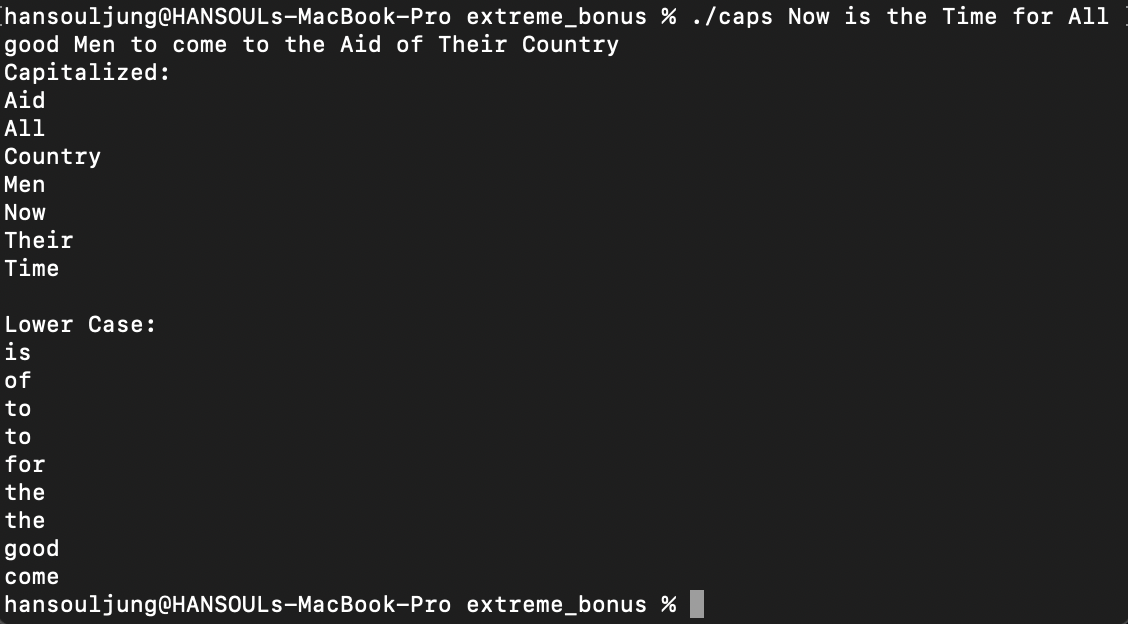 hansouljung@HANSOULs-MacBook-Pro extreme_bonus % ./caps Now is the Time for All
good Men to come to the Aid of Their Country
Capitalized:
Aid
All
Country
Men
Now
Their
Time

Lower Case:
is
of
to
to
for
the
the
good
come
hansouljung@HANSOULs-MacBook-Pro extreme_bonus %